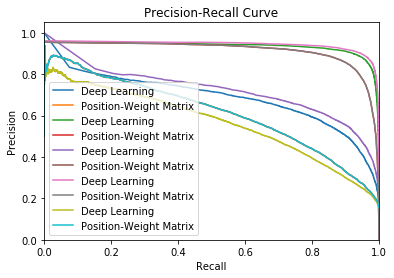 Precision-Recall Curve
1.0
0.8
0.6
0.4
0.2
0.0
Precision
Deep Learning
Position-Weight Matrix
Deep Learning
Position-Weight Matrix
Deep Learning
Position-Weight Matrix
Deep Learning
Position-Weight Matrix
Deep Learning
Position-Weight Matrix
0.0 0.2 0.4 0.6 0.8 1.0
Recall